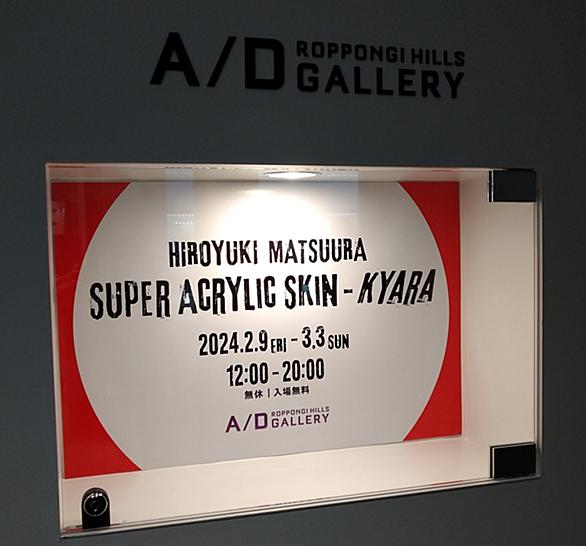 A/D ROPPONGI HILLS
GALLERY
HIROYUKI MATSUURA
SUPER ACRYLIC SKIN - KYARA
2024.2.9 FRI - 3.3 SUN
12:00 - 20:00
無休 | 入場無料
A/D ROPPONGI HILLS
GALLERY